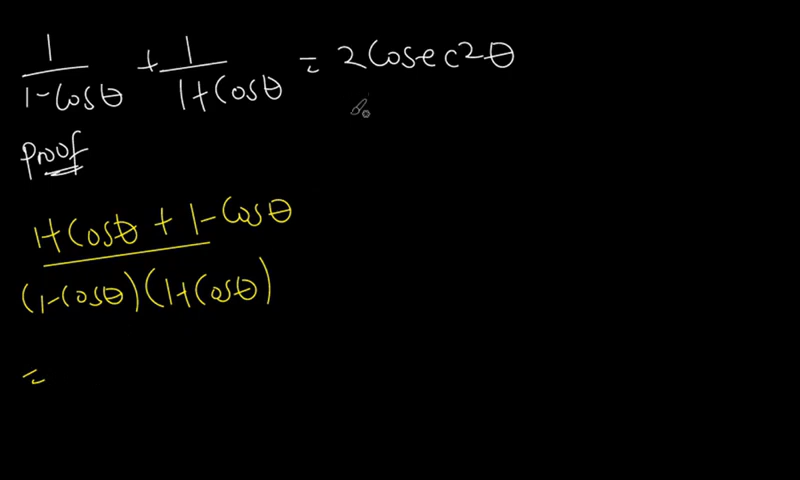 1/(1-Cosθ) + 1/(1+Cosθ) = 2Cosec2θ
proof
(1+Cosθ + 1-Cosθ)/((1-Cosθ)(1+Cosθ))
=